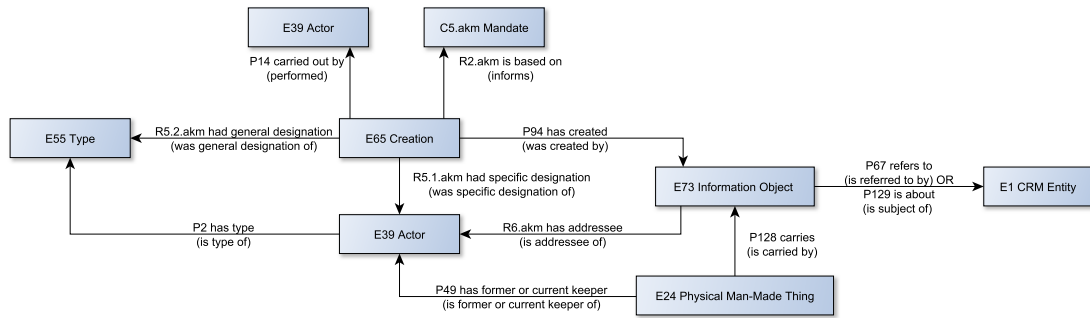 E39 Actor
C5.akm Mandate
P14 carried out by
(performed)
R2.akm is based on
(informs)
E55 Type
R5.2.akm had general designation
(was general designation of)
E65 Creation
P94 has created
(was created by)
R5.1.akm had specific designation
(was specific designation of)
E73 Information Object
P67 refers to
(is referred to by) OR
P129 is about
(is subject of)
E1 CRM Entity
P2 has type
(is type of)
E39 Actor
R6.akm has addressee
(is addressee of)
P128 carries
(is carried by)
P49 has former or current keeper
(is former or current keeper of)
E24 Physical Man-Made Thing